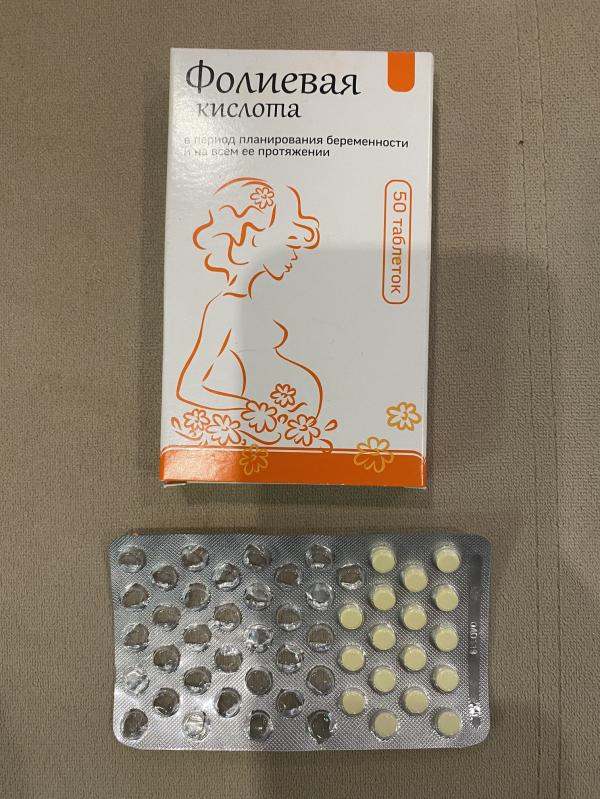 Фолиевая
кислота
в период планирования беременности
и на всем ее протяжении
50 таблеток